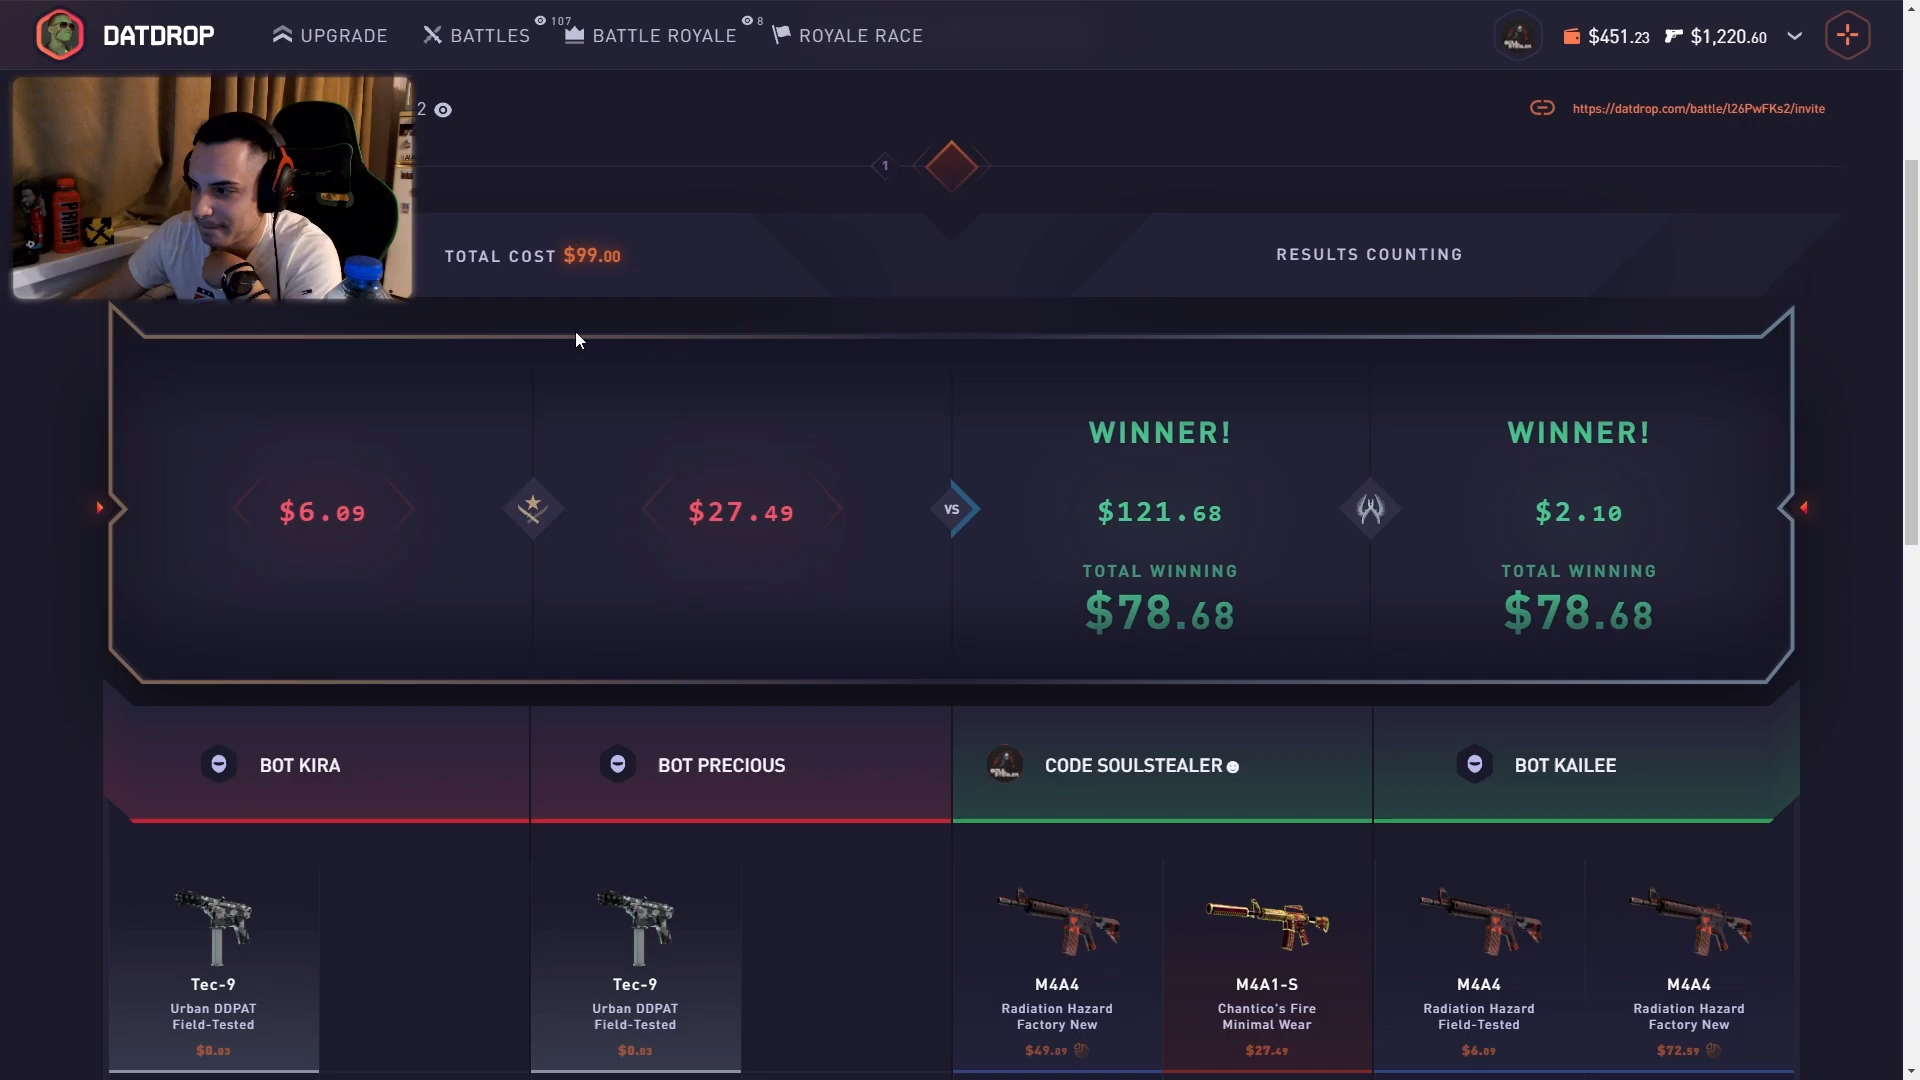 DATDROP
UPGRADE
BATTLES
107
BATTLE ROYALE
8
ROYALE RACE
$451.23
$1,220.60
2
https://datdrop.com/battle/l26PwFKs2/invite
1
PRIME
TOTAL COST $99.00
RESULTS COUNTING
WINNER!
WINNER!
$6.09
$27.49
VS
$121.68
$2.10
TOTAL WINNING
TOTAL WINNING
$78.68
$78.68
BOT KIRA
BOT PRECIOUS
CODE SOULSTEALER
BOT KAILEE
Tec-9
Urban DDPAT
Field-Tested
$0.03
Tec-9
Urban DDPAT
Field-Tested
$0.03
M4A4
Radiation Hazard
Factory New
$49.09
M4A1-S
Chantico's Fire
Minimal Wear
$27.49
M4A4
Radiation Hazard
Field-Tested
$6.09
M4A4
Radiation Hazard
Factory New
$72.59